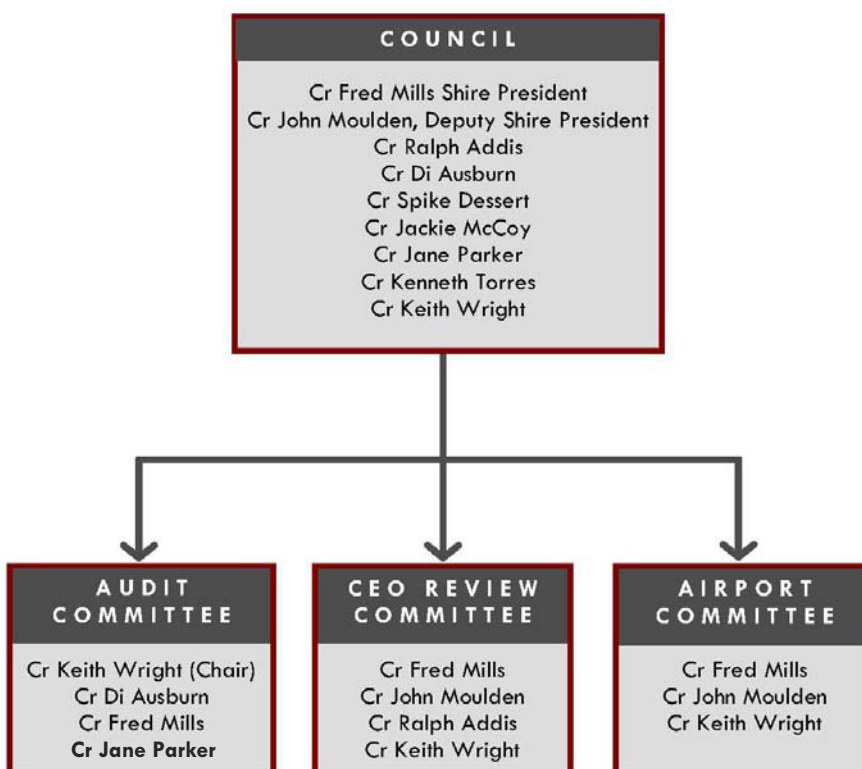 COUNCIL
Cr Fred Mills Shire President
Cr John Moulden, Deputy Shire President
Cr Ralph Addis
Cr Di Ausburn
Cr Spike Dessert
Cr Jackie McCoy
Cr Jane Parker
Cr Kenneth Torres
Cr Keith Wright
AUDIT
COMMITTEE
Cr Keith Wright (Chair)
Cr Di Ausburn
Cr Fred Mills
Cr Jane Parker
CEO REVIEW
COMMITTEE
Cr Fred Mills
Cr John Moulden
Cr Ralph Addis
Cr Keith Wright
AIRPORT
COMMITTEE
Cr Fred Mills
Cr John Moulden
Cr Keith Wright